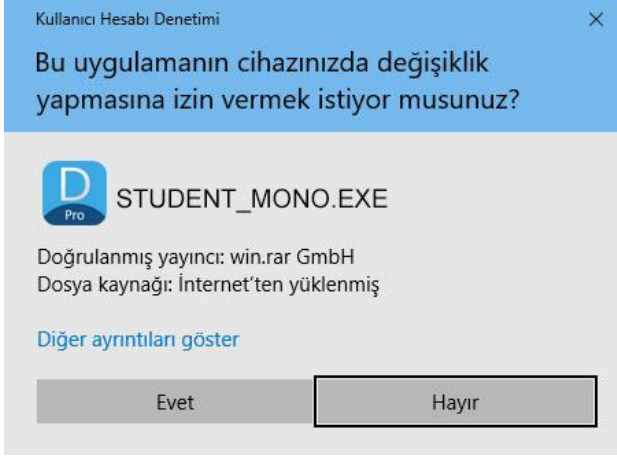 Kullanıcı Hesabı Denetimi
Bu uygulamanın cihazınızda değişiklik
yapmasına izin vermek istiyor musunuz?
D
Pro
STUDENT_MONO.EXE
Doğrulanmış yayıncı: win.rar GmbH
Dosya kaynağı: İnternet'ten yüklenmiş
Diğer ayrıntıları göster
Evet
Hayır